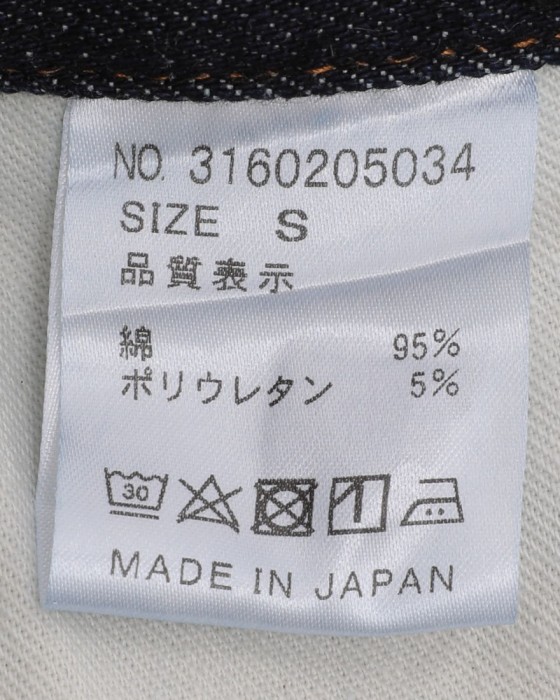 NO. 3160205034
SIZE S
品質表示
綿 95%
ポリウレタン 5%
30
MADE IN JAPAN